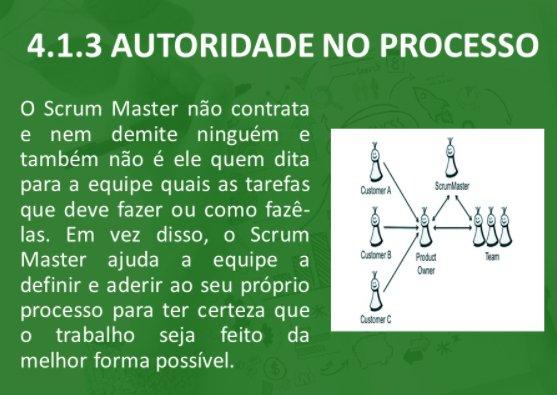 4.1.3 AUTORIDADE NO PROCESSO
O Scrum Master não contrata
e nem demite ninguém e
também não é ele quem dita
para a equipe quais as tarefas
que deve fazer ou como fazê-
las. Em vez disso, o Scrum
Master ajuda a equipe a
definir e aderir ao seu próprio
processo para ter certeza que
o trabalho seja feito da
melhor forma possível.
Customer A
ScrumMaster
Customer B
Product
Owner
Team
Customer C